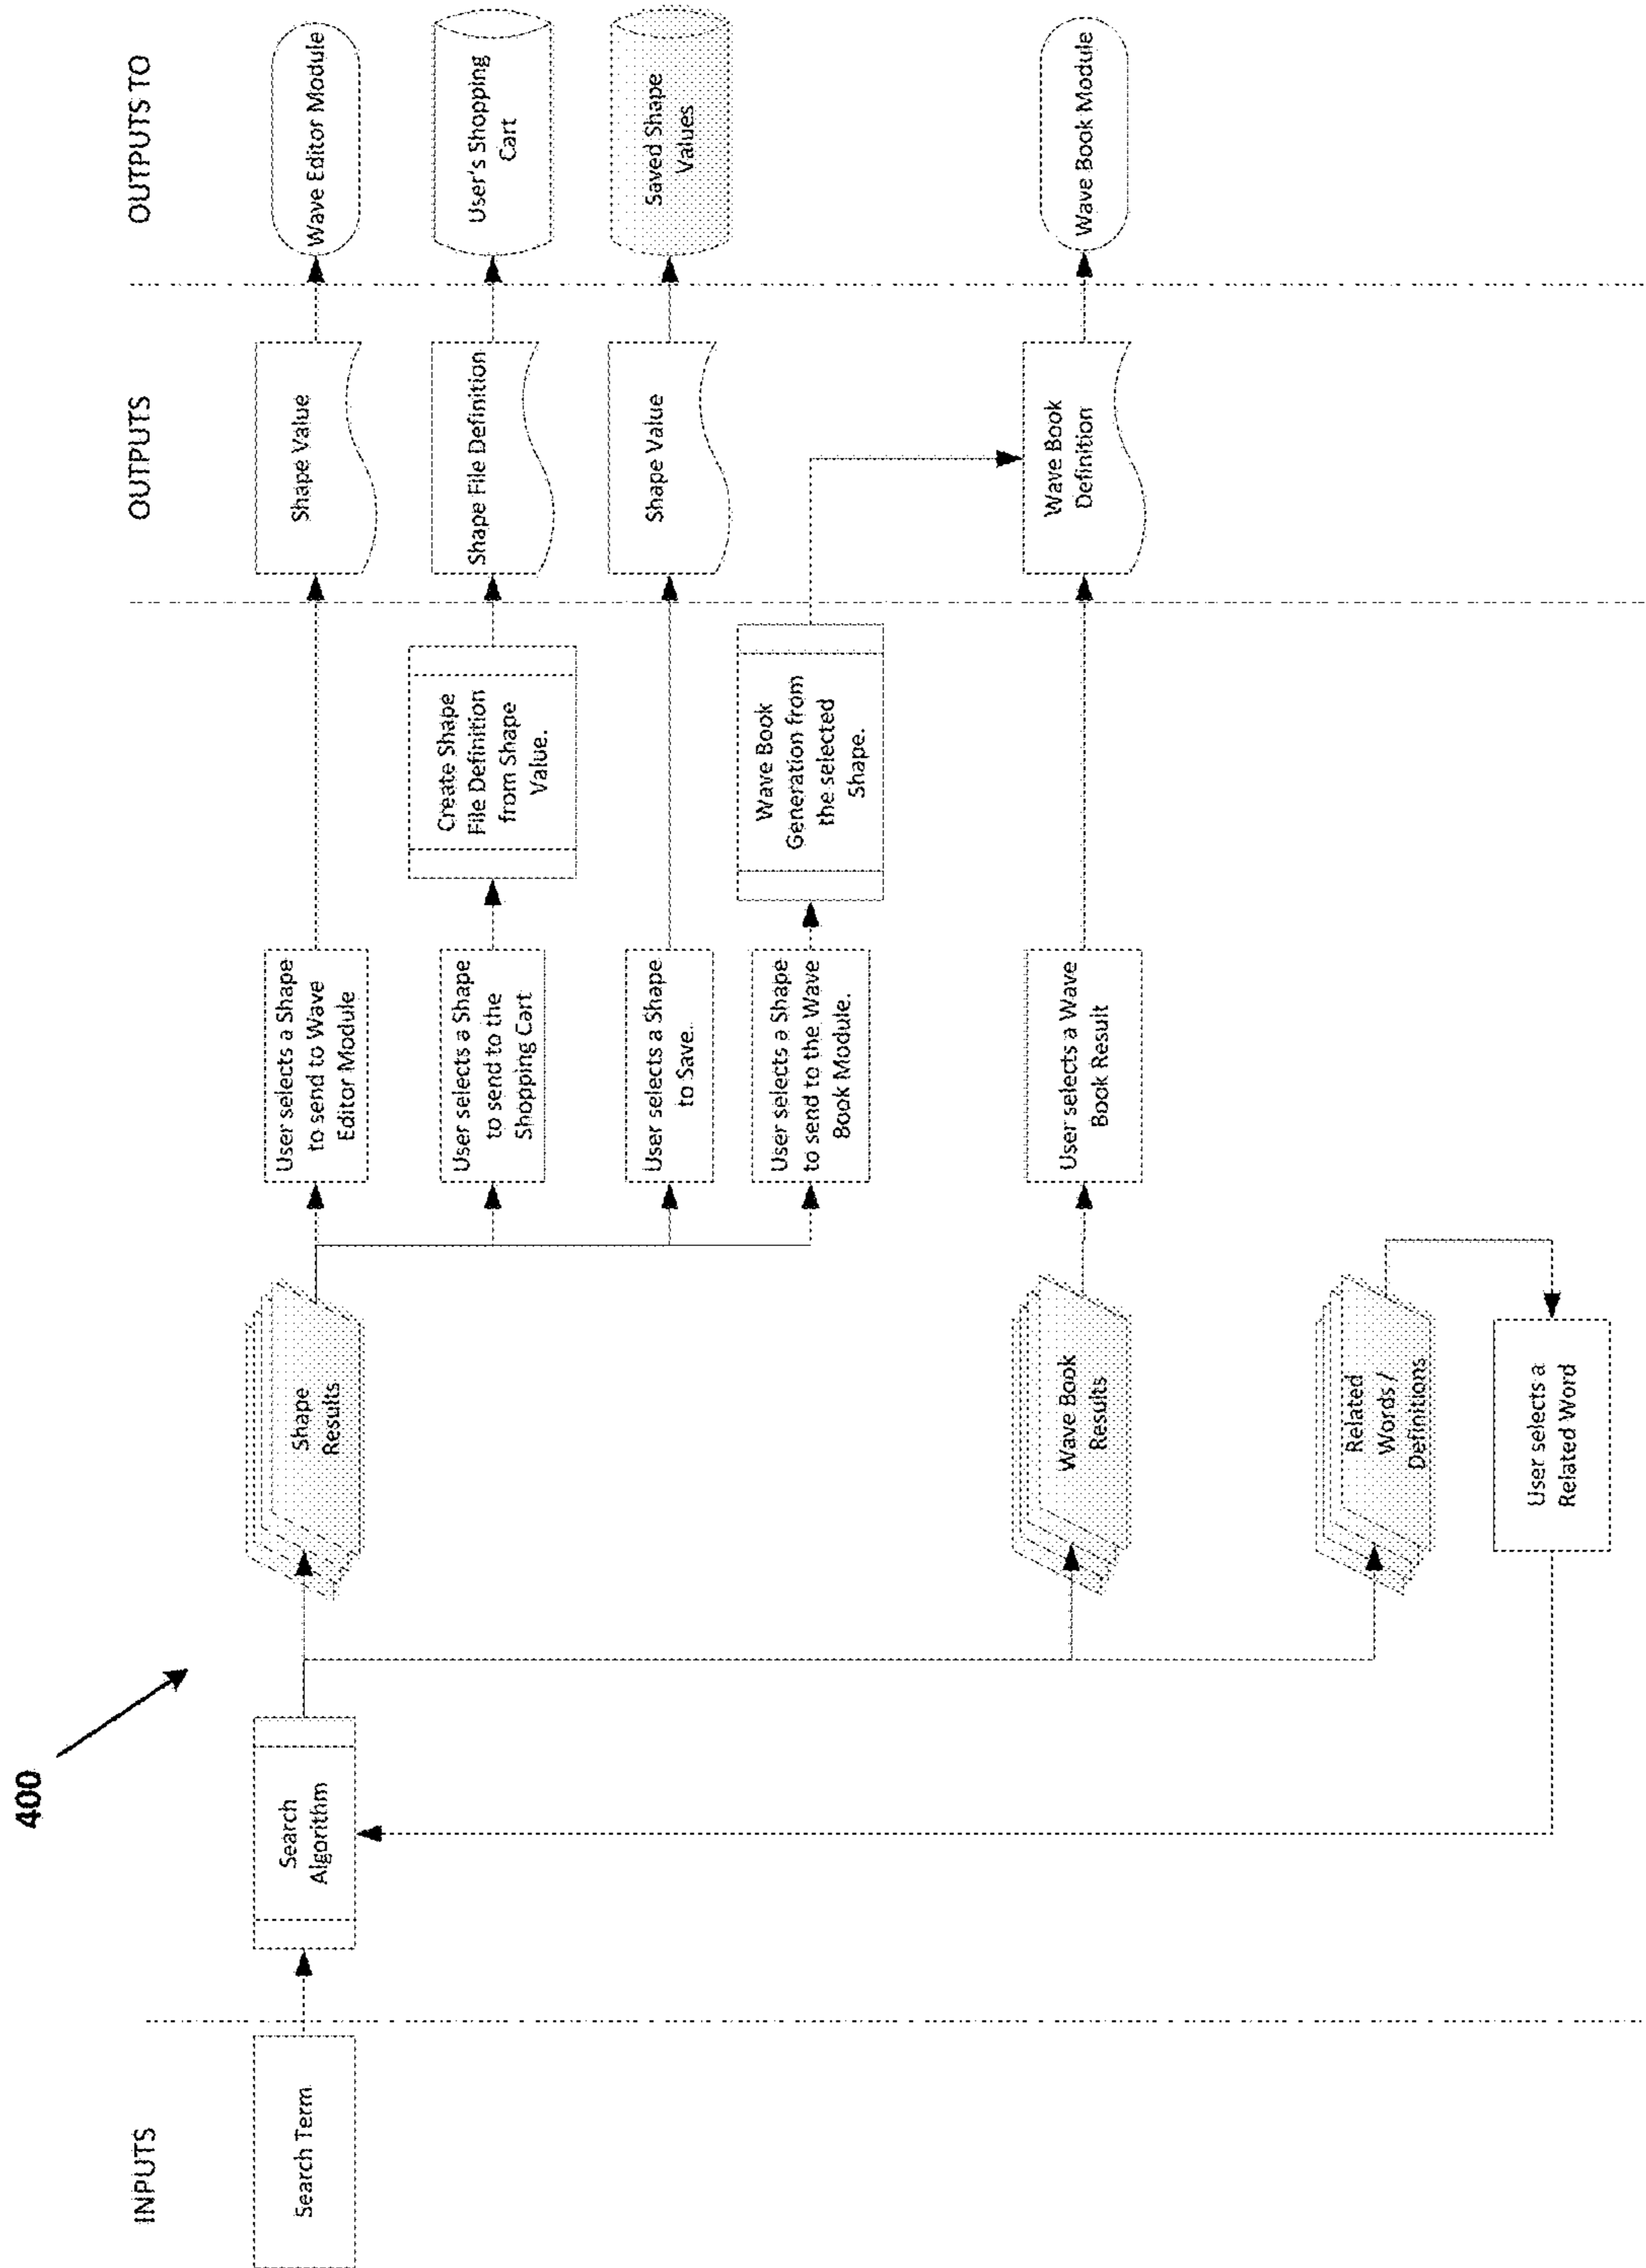 400
INPUTS
OUTPUTS
OUTPUTS TO
Search Term
Search
Algorithm
Shape
Results
User selects a Shape
to send to Wave
Editor Module
Shape Value
Wave Editor Module
User selects a Shape
to send to the
Shopping Cart
Create Shape
File Definition
from Shape
Value.
Shape File Definition
User's Shopping
Cart
User selects a Shape
to Save.
Shape Value
Saved Shape
Values
User selects a Shape
to send to the Wave
Book Module.
Wave Book
Generation from
the selected
Shape.
Wave Book
Results
User selects a Wave
Book Result
Wave Book
Definition
Wave Book Module
Related
Words /
Definitions
User selects a
Related Word